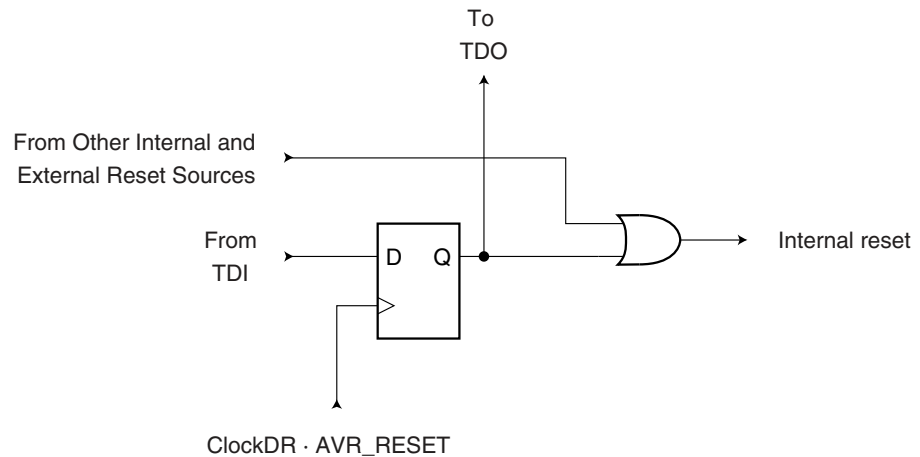 To
TDO
From Other Internal and
External Reset Sources
From
TDI
D Q
Internal reset
ClockDR · AVR_RESET